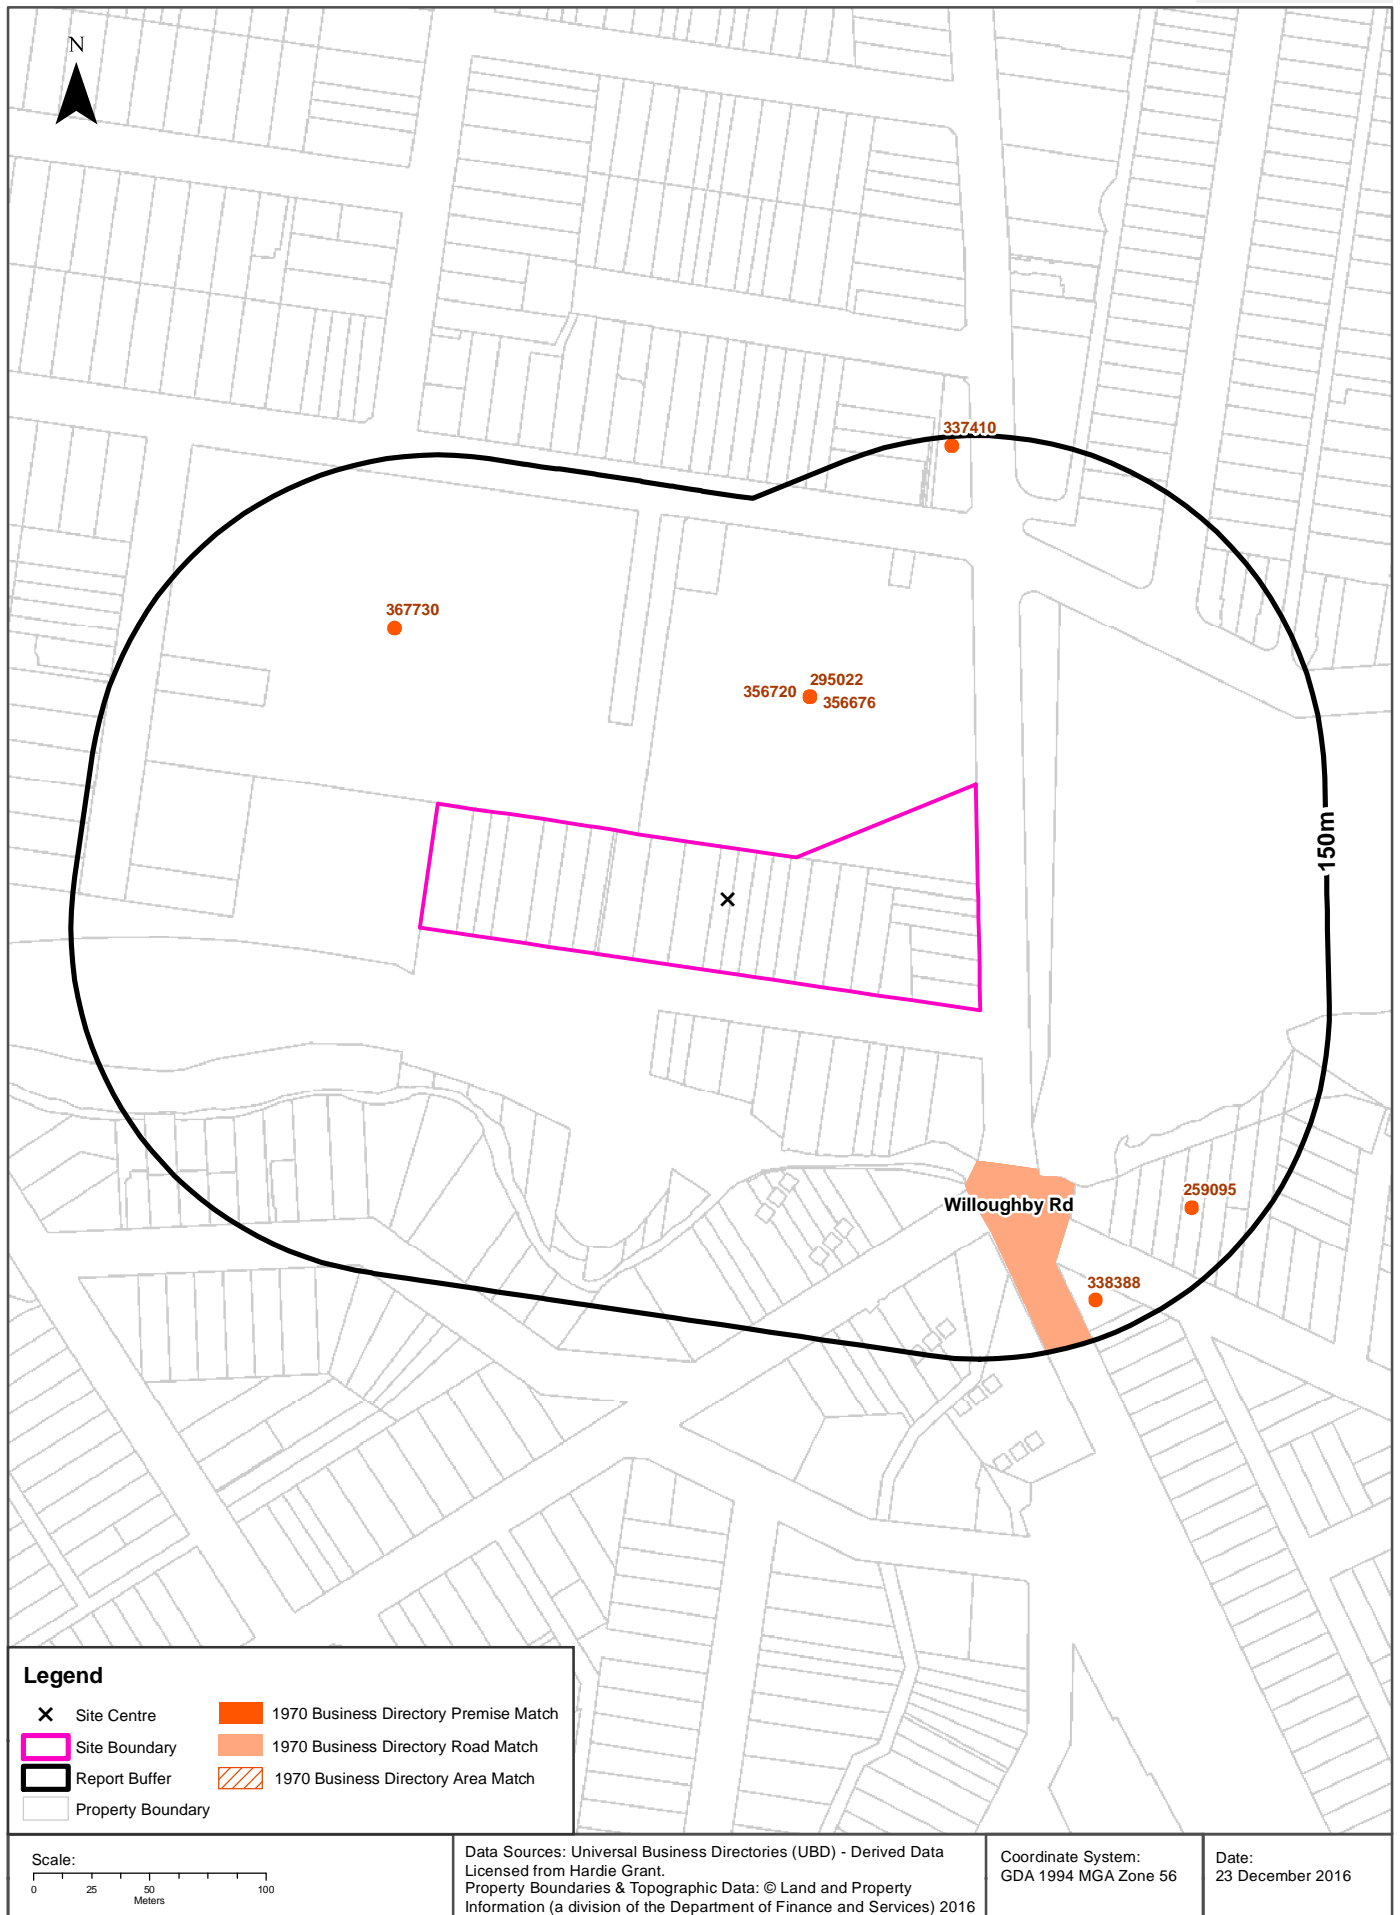 N
337410
367730
295022
356720
356676
150m
259095
Willoughby Rd
338388
Legend
Site Centre
1970 Business Directory Premise Match
Site Boundary
1970 Business Directory Road Match
Report Buffer
1970 Business Directory Area Match
Property Boundary
Scale:
0 25 50 100
Meters
Data Sources: Universal Business Directories (UBD) - Derived Data
Licensed from Hardie Grant.
Property Boundaries & Topographic Data: © Land and Property
Information (a division of the Department of Finance and Services) 2016
Coordinate System:
GDA 1994 MGA Zone 56
Date:
23 December 2016